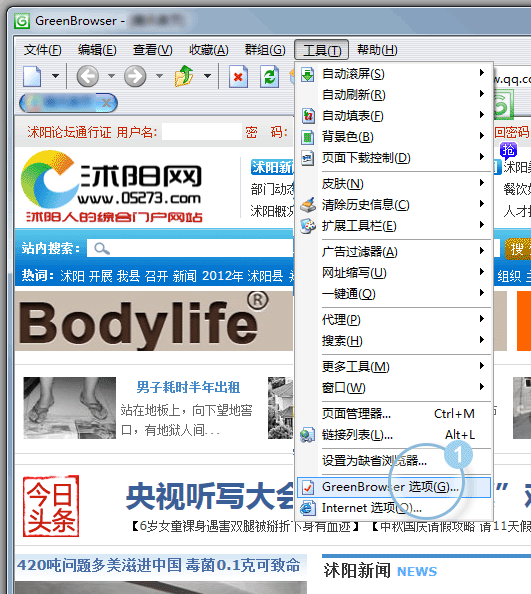 GreenBrowser -
文件(F) 编辑(E) 查看(V) 收藏(A) 群组(G) 工具(T) 帮助(H)
自动滚屏(S)
自动刷新(R)
自动填表(F)
背景色(B)
页面下载控制(D)
皮肤(N)
清除历史信息(C)
扩展工具栏(E)
广告过滤器(A)
网址缩写(U)
一键通(Q)
代理(P)
搜索(H)
更多工具(M)
窗口(W)
页面管理器... Ctrl+M
链接列表(L)... Alt+L
设置为缺省浏览器...
1
GreenBrowser 选项(G)...
Internet 选项(O)...
w.qq.co
沭阳论坛通行证 用户名: 密 码:
回密码
抢
沭阳网
www.05273.com
沭阳人的综合门户网站
沭阳新闻
部门动态
沭阳概况
沭阳
餐饮
人才
站内搜索:
搜
热词: 沭阳 开展 我县 召开 新闻 2012年 沭阳县
组织 主
Bodylife®
男子耗时半年出租
站在地板上，向下望地窖
口，有地狱人间...
今日
头条
央视听写大会
”欢
【6岁女童裸身遇害双腿被掰折下身有血迹】【中秋国庆请假攻略 请11天假
420吨问题多美滋进中国 毒菌0.1克可致命
沭阳新闻 NEWS